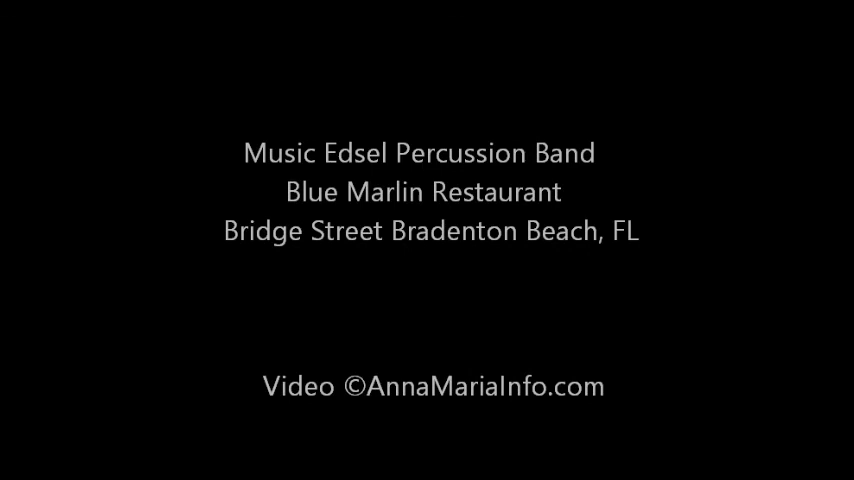 Music Edsel Percussion Band
Blue Marlin Restaurant
Bridge Street Bradenton Beach, FL
Video ©AnnaMariaInfo.com